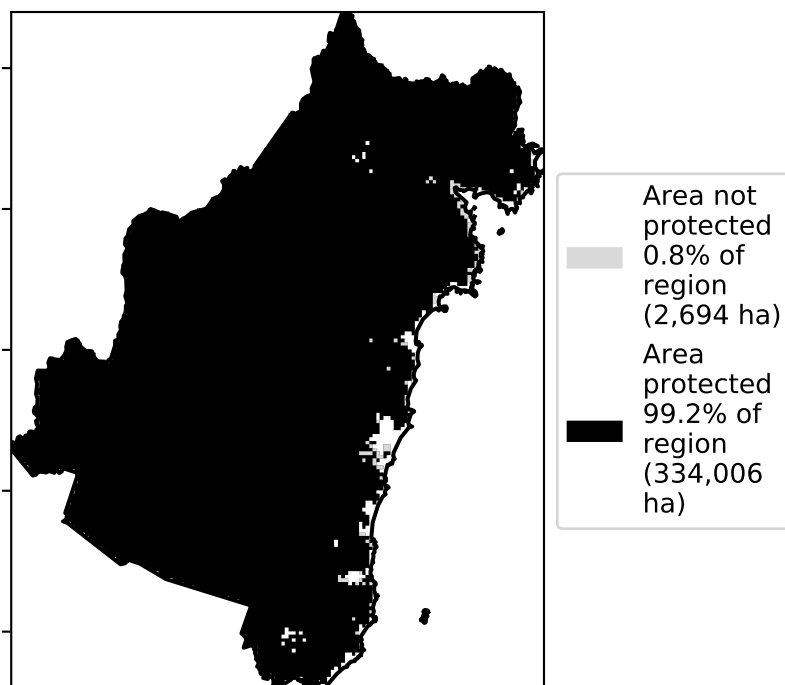 Area not
protected
0.8% of
region
(2,694 ha)
Area
protected
99.2% of
region
(334,006
ha)